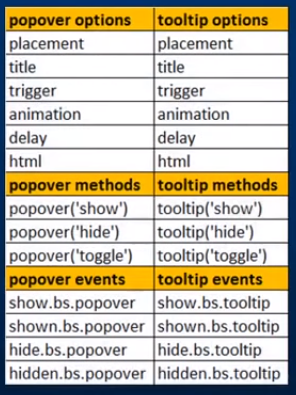 popover options tooltip options
placement placement
title title
trigger trigger
animation animation
delay delay
html html
popover methods tooltip methods
popover('show') tooltip('show')
popover('hide') tooltip('hide')
popover('toggle') tooltip('toggle')
popover events tooltip events
show.bs.popover show.bs.tooltip
shown.bs.popover shown.bs.tooltip
hide.bs.popover hide.bs.tooltip
hidden.bs.popover hidden.bs.tooltip